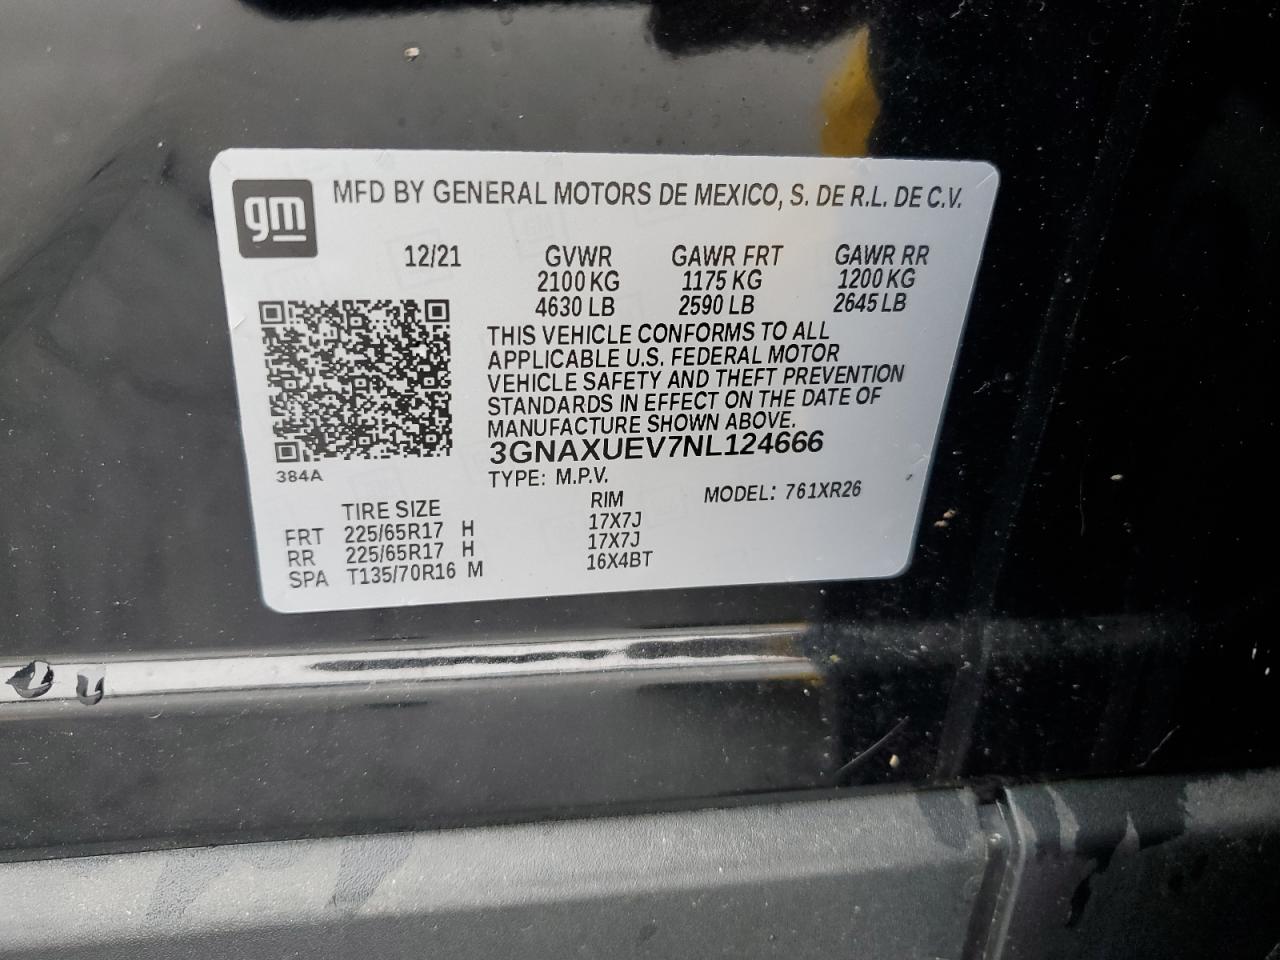 gm
MFD BY GENERAL MOTORS DE MEXICO, S. DE R.L. DE C.V.
12/21 GVWR GAWR FRT GAWR RR
2100 KG 1175 KG 1200 KG
4630 LB 2590 LB 2645 LB
THIS VEHICLE CONFORMS TO ALL
APPLICABLE U.S. FEDERAL MOTOR
VEHICLE SAFETY AND THEFT PREVENTION
STANDARDS IN EFFECT ON THE DATE OF
MANUFACTURE SHOWN ABOVE.
3GNAXUEV7NL124666
384A
TYPE: M.P.V. MODEL: 761XR26
TIRE SIZE RIM
FRT 225/65R17 H 17X7J
RR 225/65R17 H 17X7J
SPA T135/70R16 M 16X4BT